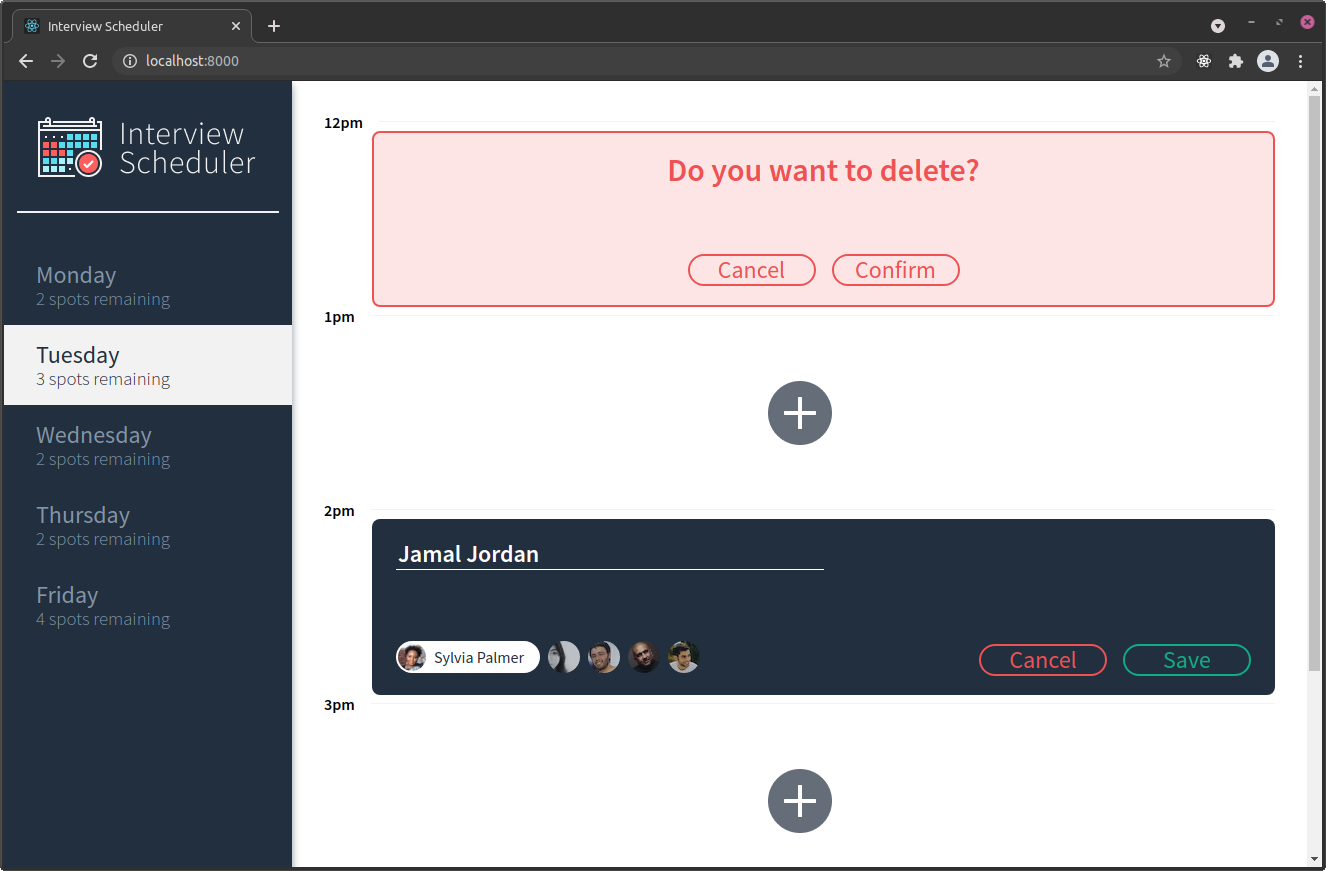 Interview Scheduler
localhost:8000
Interview
Scheduler
Monday
2 spots remaining
Tuesday
3 spots remaining
Wednesday
2 spots remaining
Thursday
2 spots remaining
Friday
4 spots remaining
12pm
Do you want to delete?
Cancel Confirm
1pm
2pm
Jamal Jordan
Sylvia Palmer
Cancel Save
3pm